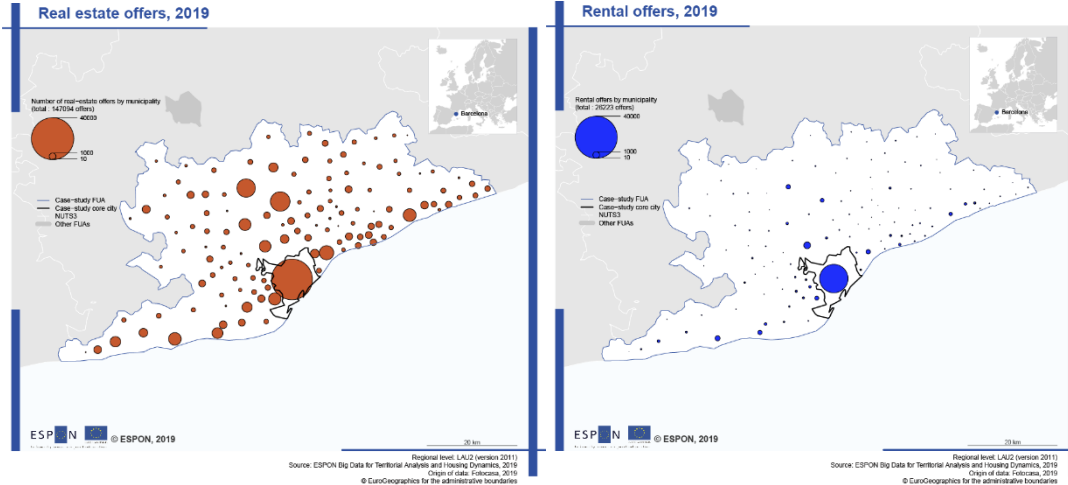 Real estate offers, 2019
Number of real-estate offers by municipality
(total : 147094 offers)
40000
1000
10
Barcelona
Case-study FUA
Case-study core city
NUTS3
Other FUAs
ESPON
© ESPON, 2019
20 km
Regional level: LAU2 (version 2011)
Source: ESPON Big Data for Territorial Analysis and Housing Dynamics, 2019
Origin of data: Fotocasa, 2019
© EuroGeographics for the administrative boundaries
Rental offers, 2019
Rental offers by municipality
(total : 26223 offers)
40000
1000
10
Barcelona
Case-study FUA
Case-study core city
NUTS3
Other FUAs
ESPON
© ESPON, 2019
20 km
Regional level: LAU2 (version 2011)
Source: ESPON Big Data for Territorial Analysis and Housing Dynamics, 2019
Origin of data: Fotocasa, 2019
© EuroGeographics for the administrative boundaries